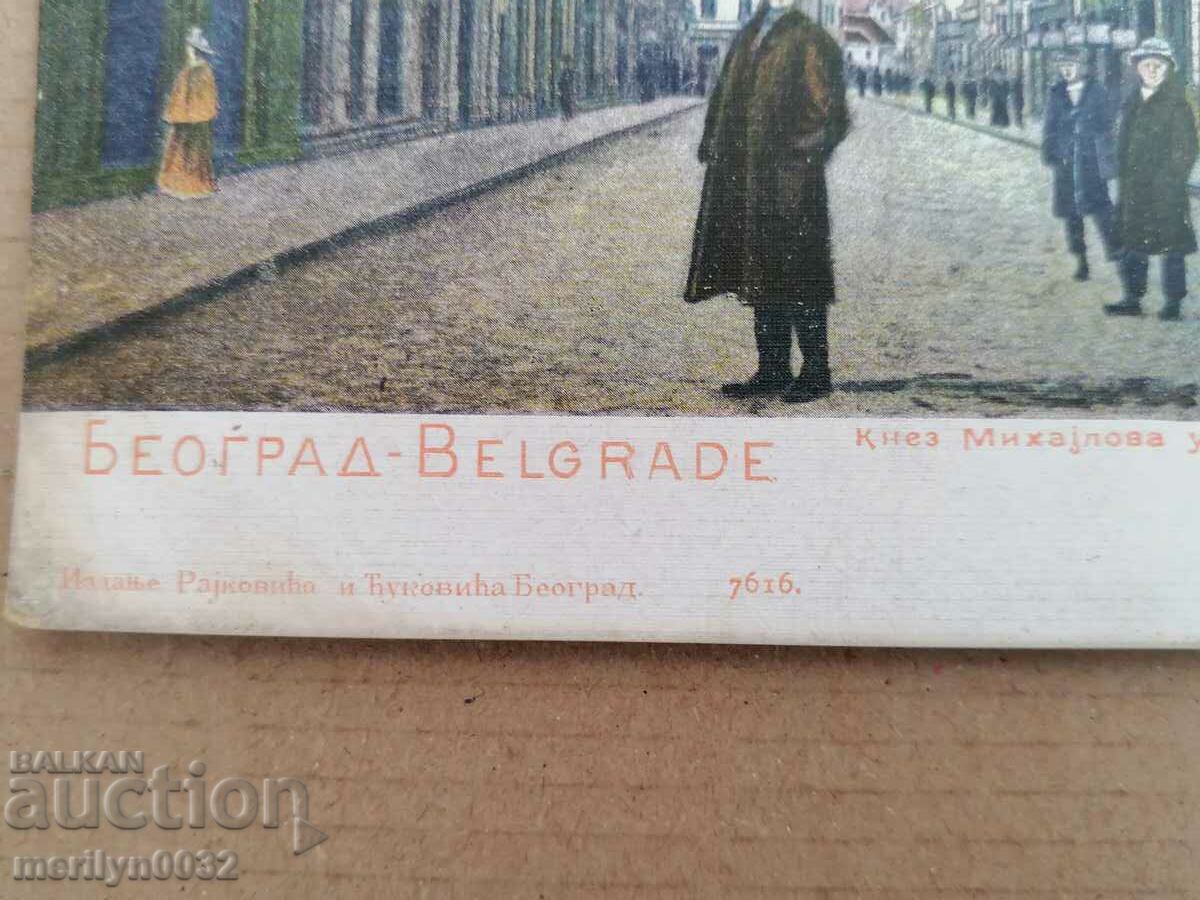 БЕОГРАД-BELGRADE
Кнез Михајлова у
Издање Рајковића и Ћуковића Београд. 7616.
BALKAN
auction
merilyn0032